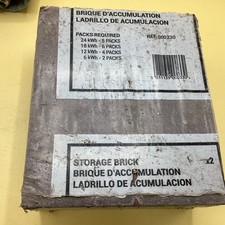 BRIQUE D'ACCUMULATION
LADRILLO DE ACUMULACION
PACKS REQUIRED
24 kWh - 8 PACKS
18 kWh - 6 PACKS
12 kWh - 4 PACKS
6 kWh - 2 PACKS
STORAGE BRICK
x2
BRIQUE D'ACCUMULATION
LADRILLO DE ACUMULACION